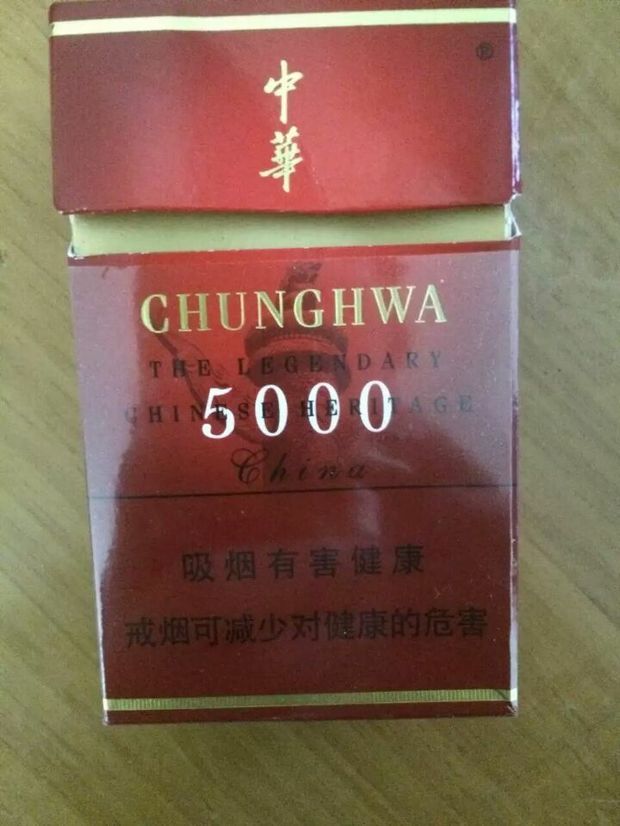 中華
®
CHUNGHWA
THE LEGENDARY
5000
CHINESE HERITAGE
China
吸烟有害健康
戒烟可减少对健康的危害